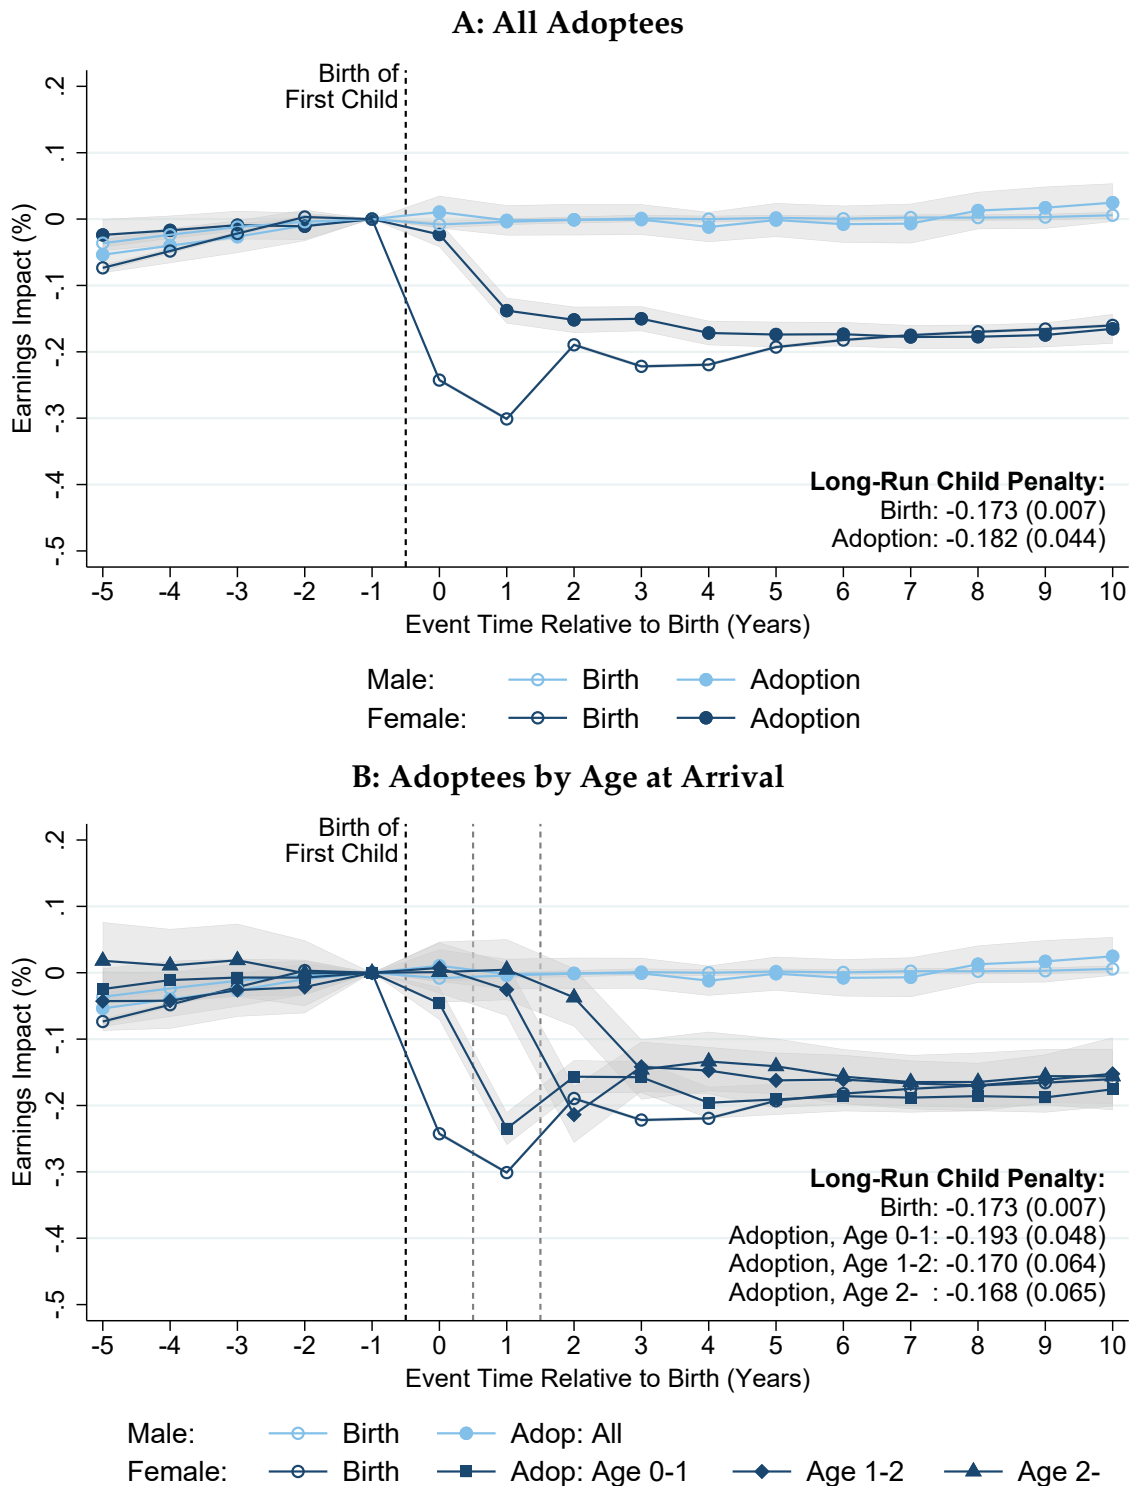 A: All Adoptees
Birth of
First Child
.2
.1
0
-.1
-.2
-.3
-.4
-.5
Earnings Impact (%)
Long-Run Child Penalty:
Birth: -0.173 (0.007)
Adoption: -0.182 (0.044)
-5 -4 -3 -2 -1 0 1 2 3 4 5 6 7 8 9 10
Event Time Relative to Birth (Years)
Male: Birth Adoption
Female: Birth Adoption
B: Adoptees by Age at Arrival
Birth of
First Child
.2
.1
0
-.1
-.2
-.3
-.4
-.5
Earnings Impact (%)
Long-Run Child Penalty:
Birth: -0.173 (0.007)
Adoption, Age 0-1: -0.193 (0.048)
Adoption, Age 1-2: -0.170 (0.064)
Adoption, Age 2- : -0.168 (0.065)
-5 -4 -3 -2 -1 0 1 2 3 4 5 6 7 8 9 10
Event Time Relative to Birth (Years)
Male: Birth Adop: All
Female: Birth Adop: Age 0-1 Age 1-2 Age 2-